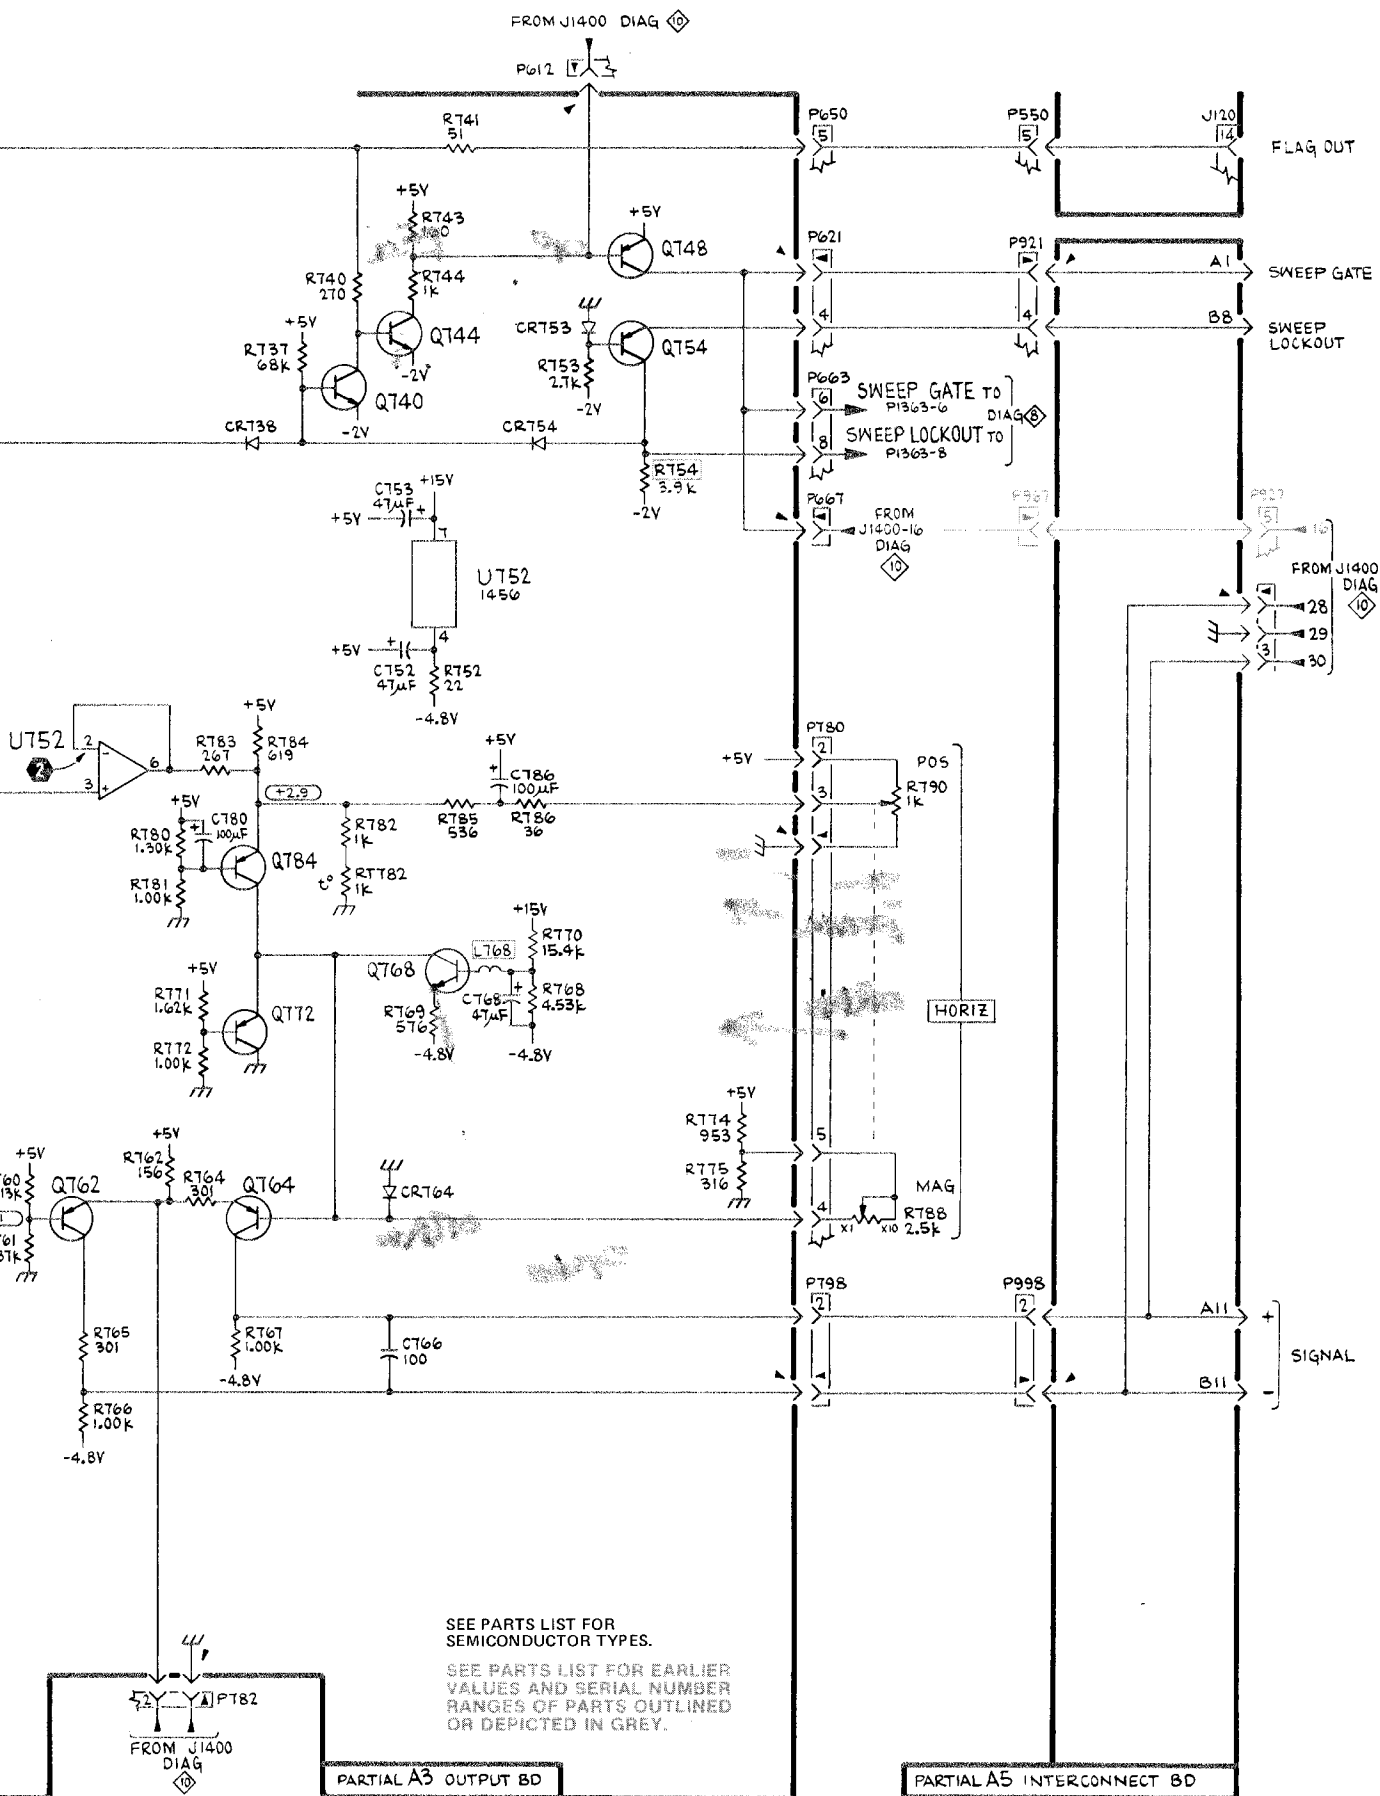 FROM J1400 DIAG 10
P612
R741
51
P650
5
P550
5
J120
14
FLAG OUT
+5V
R743
+5V
Q748
P621
P921
A1
SWEEP GATE
R740
270
R744
1K
+5V
R737
68K
Q744
-2V
CR753
Q754
4
4
B8
SWEEP
LOCKOUT
R753
2.7K
-2V
Q740
-2V
P663
6
SWEEP GATE TO
P1363-6
DIAG 8
8
SWEEP LOCKOUT TO
P1363-8
CR738
CR754
R754
3.9K
-2V
C753
47µF
+
+15V
+5V
7
U752
1456
P667
FROM
J1400-16
DIAG
10
P967
P927
5
16
FROM J1400
DIAG
10
28
29
3
30
+5V
+
4
C752
47µF
R752
22
-4.8V
U752
2
2
-
3
+
6
R783
267
+5V
R784
619
+2.9
+5V
+
C786
100µF
R785
536
R786
36
P780
2
+5V
3
POS
R790
1K
+5V
R780
1.30K
+
C780
100µF
Q784
R781
1.00K
R782
1K
t°
RT782
1K
+15V
R770
15.4K
L768
Q768
+
C768
47µF
R768
4.53K
R769
576
-4.8V
-4.8V
+5V
R771
1.62K
Q772
R772
1.00K
HORIZ
+5V
R774
953
5
R775
316
MAG
4
R788
2.5K
X1
X10
+5V
60
13K
Q762
+5V
R762
156
R764
301
Q764
CR764
61
37K
P798
2
P998
2
A11
+
SIGNAL
B11
-
R765
301
R767
1.00K
-4.8V
C766
100
R766
1.00K
-4.8V
SEE PARTS LIST FOR
SEMICONDUCTOR TYPES.
SEE PARTS LIST FOR EARLIER
VALUES AND SERIAL NUMBER
RANGES OF PARTS OUTLINED
OR DEPICTED IN GREY.
2
P782
FROM J1400
DIAG
10
PARTIAL A3 OUTPUT BD
PARTIAL A5 INTERCONNECT BD